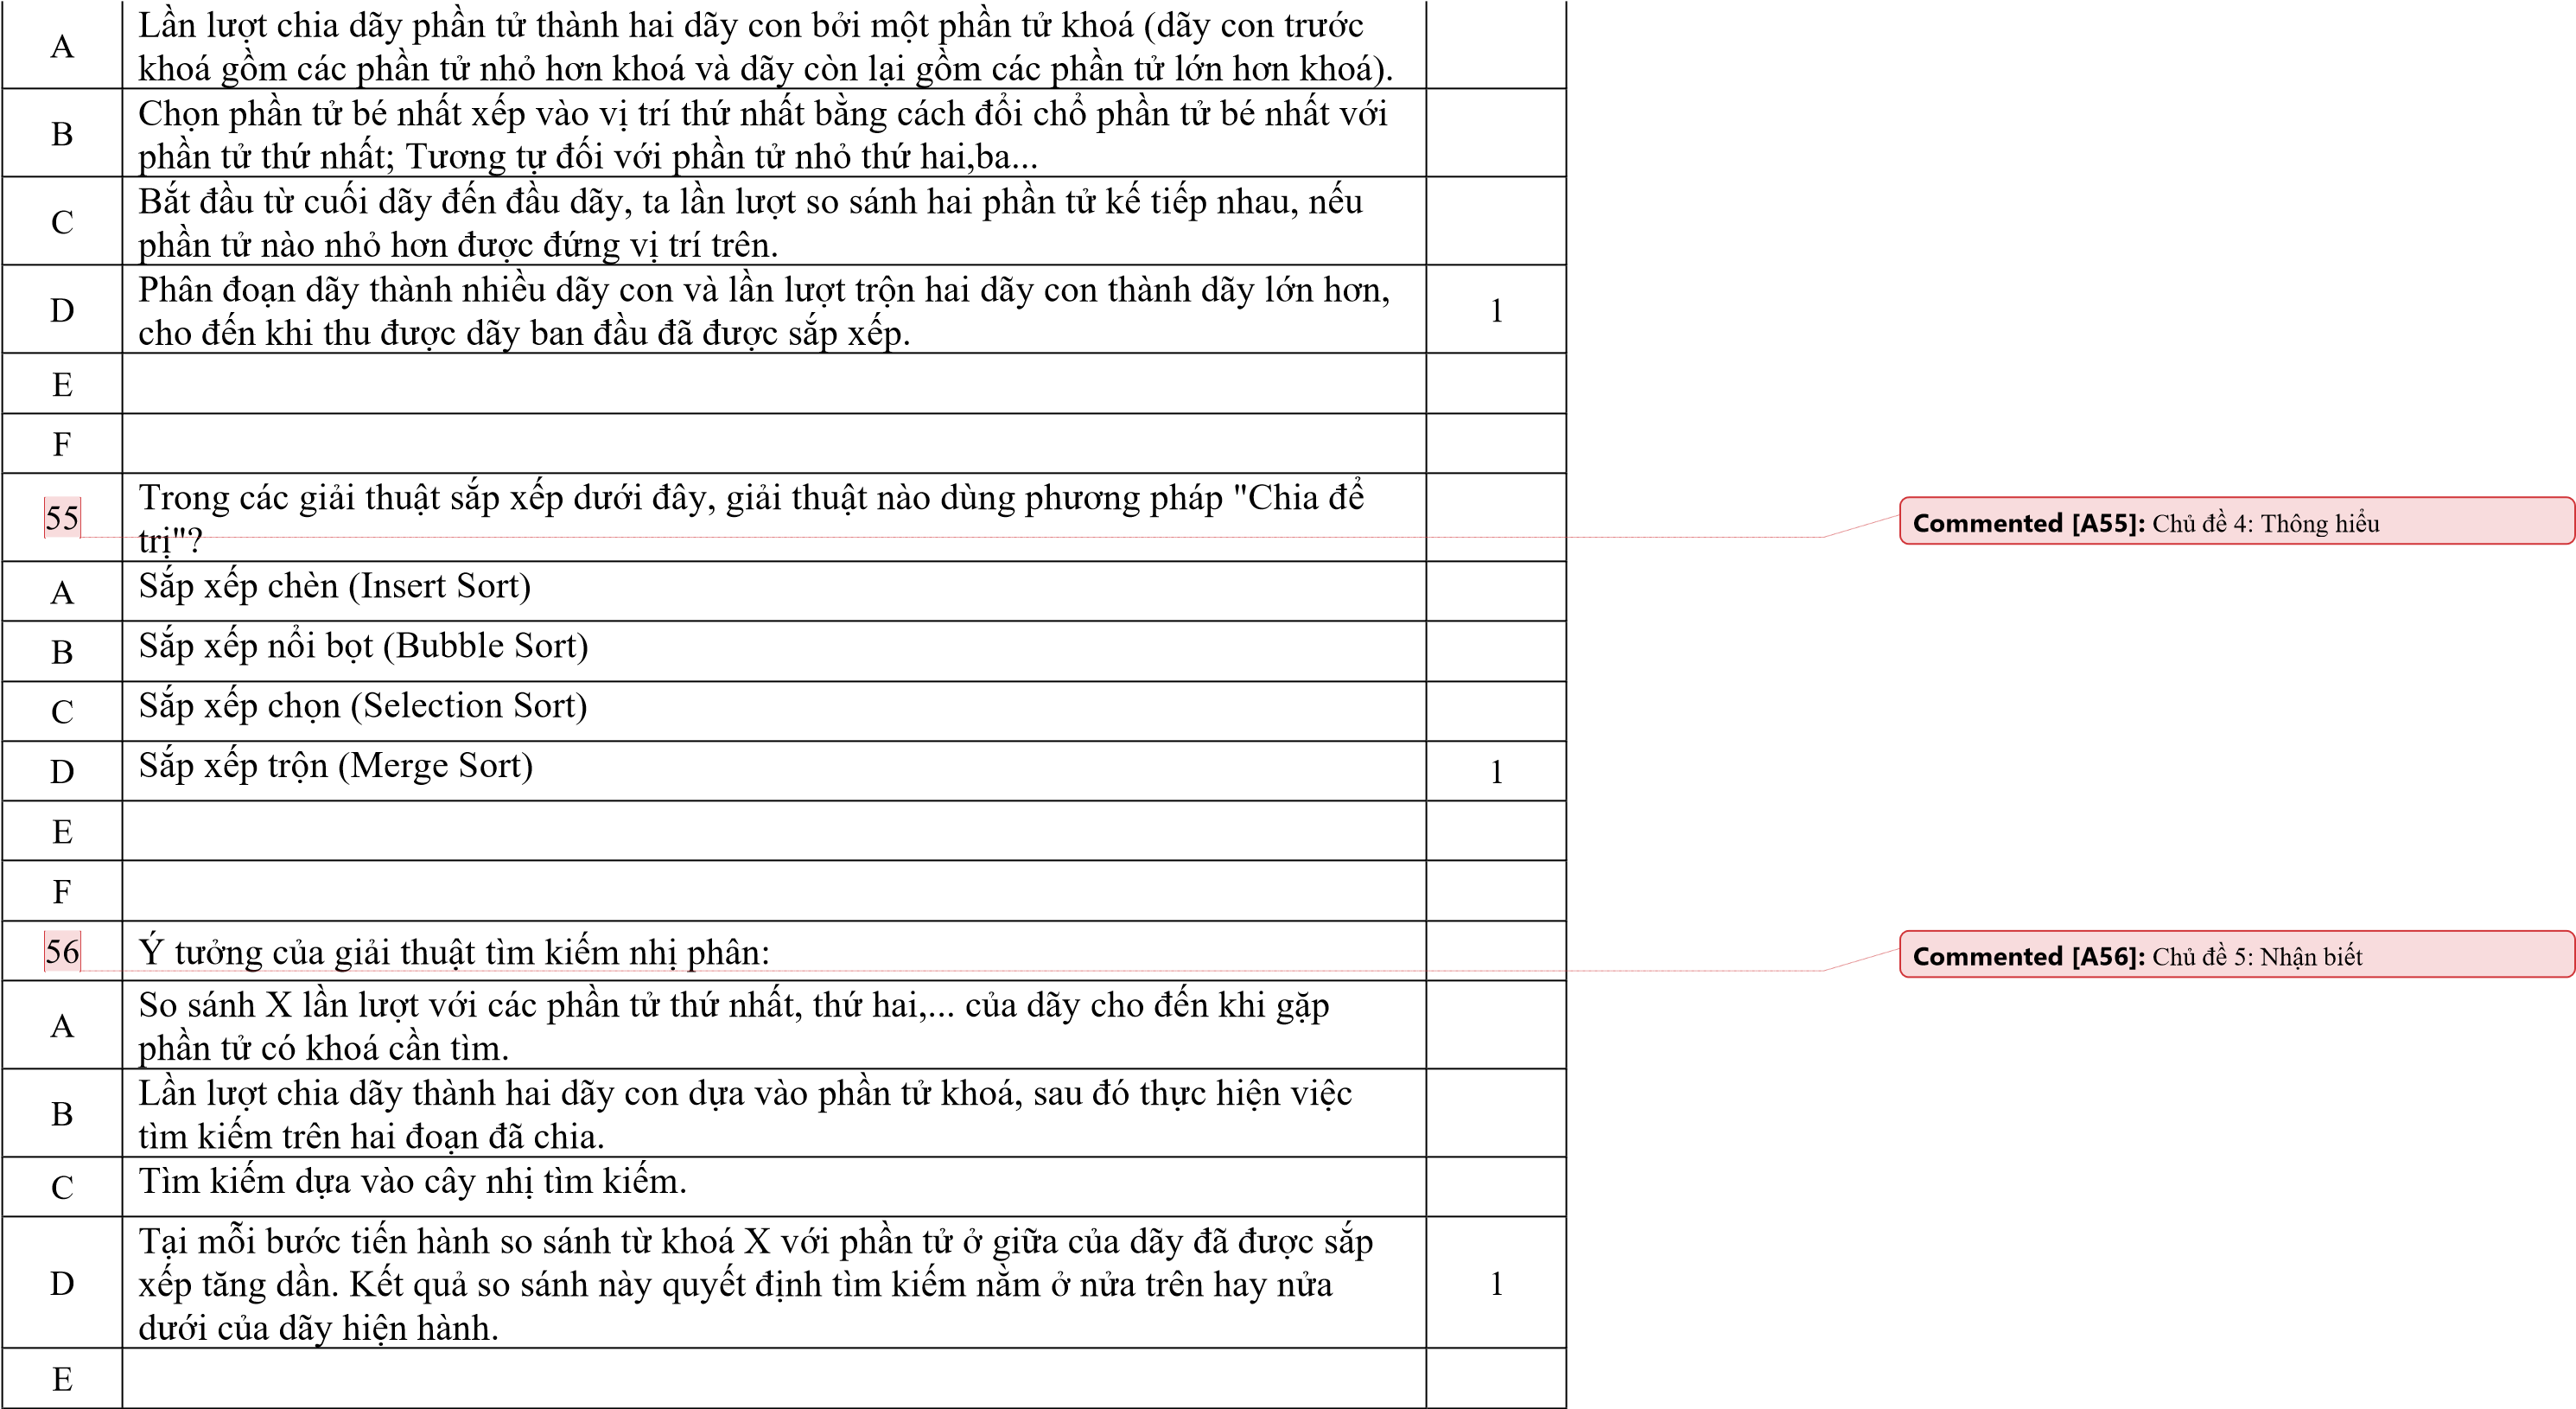 A
Lần lượt chia dãy phần tử thành hai dãy con bởi một phần tử khoá (dãy con trước
khoá gồm các phần tử nhỏ hơn khoá và dãy còn lại gồm các phần tử lớn hơn khoá).
B
Chọn phần tử bé nhất xếp vào vị trí thứ nhất bằng cách đổi chổ phần tử bé nhất với
phần tử thứ nhất; Tương tự đối với phần tử nhỏ thứ hai,ba...
C
Bắt đầu từ cuối dãy đến đầu dãy, ta lần lượt so sánh hai phần tử kế tiếp nhau, nếu
phần tử nào nhỏ hơn được đứng vị trí trên.
D
Phân đoạn dãy thành nhiều dãy con và lần lượt trộn hai dãy con thành dãy lớn hơn,
cho đến khi thu được dãy ban đầu đã được sắp xếp.
1
E
F
55
Trong các giải thuật sắp xếp dưới đây, giải thuật nào dùng phương pháp "Chia để
trị"?
Commented [A55]: Chủ đề 4: Thông hiểu
A
Sắp xếp chèn (Insert Sort)
B
Sắp xếp nổi bọt (Bubble Sort)
C
Sắp xếp chọn (Selection Sort)
D
Sắp xếp trộn (Merge Sort)
1
E
F
56
Ý tưởng của giải thuật tìm kiếm nhị phân:
Commented [A56]: Chủ đề 5: Nhận biết
A
So sánh X lần lượt với các phần tử thứ nhất, thứ hai,... của dãy cho đến khi gặp
phần tử có khoá cần tìm.
B
Lần lượt chia dãy thành hai dãy con dựa vào phần tử khoá, sau đó thực hiện việc
tìm kiếm trên hai đoạn đã chia.
C
Tìm kiếm dựa vào cây nhị tìm kiếm.
D
Tại mỗi bước tiến hành so sánh từ khoá X với phần tử ở giữa của dãy đã được sắp
xếp tăng dần. Kết quả so sánh này quyết định tìm kiếm nằm ở nửa trên hay nửa
dưới của dãy hiện hành.
1
E